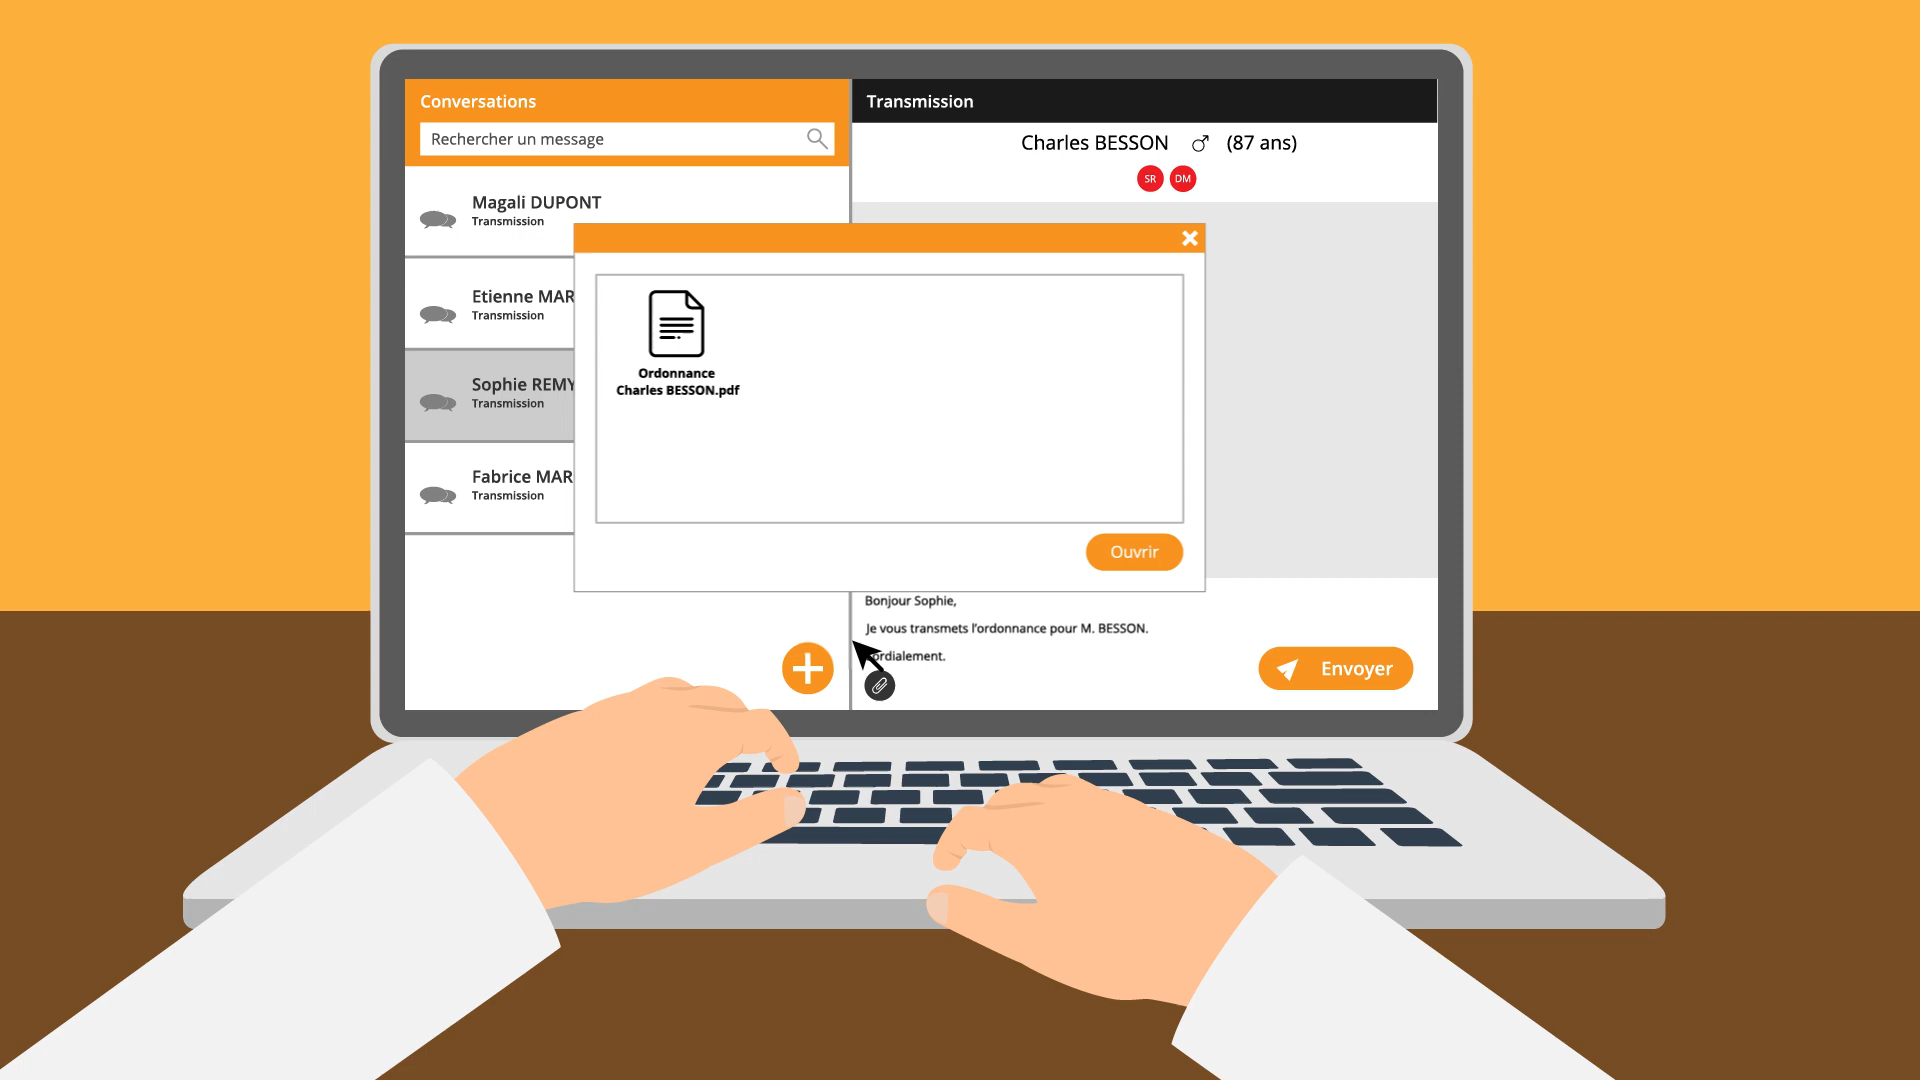 Conversations
Rechercher un message
Magali DUPONT
Transmission
Etienne MAR
Transmission
Sophie REMY
Transmission
Fabrice MAR
Transmission
Transmission
Charles BESSON ♂ (87 ans)
SR DM
Ordonnance
Charles BESSON.pdf
Ouvrir
Bonjour Sophie,
Je vous transmets l'ordonnance pour M. BESSON.
ordialement.
Envoyer